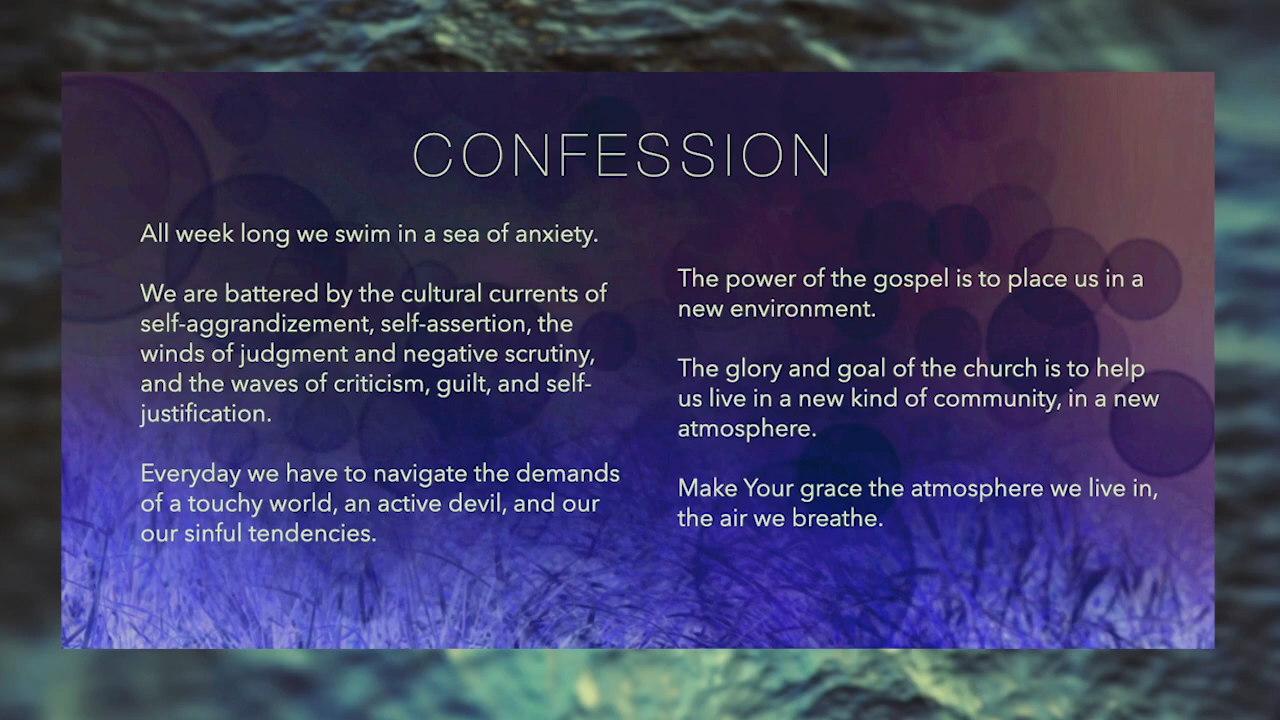 CONFESSION
All week long we swim in a sea of anxiety.
We are battered by the cultural currents of
self-aggrandizement, self-assertion, the
winds of judgment and negative scrutiny,
and the waves of criticism, guilt, and self-
justification.
Everyday we have to navigate the demands
of a touchy world, an active devil, and our
our sinful tendencies.
The power of the gospel is to place us in a
new environment.
The glory and goal of the church is to help
us live in a new kind of community, in a new
atmosphere.
Make Your grace the atmosphere we live in,
the air we breathe.